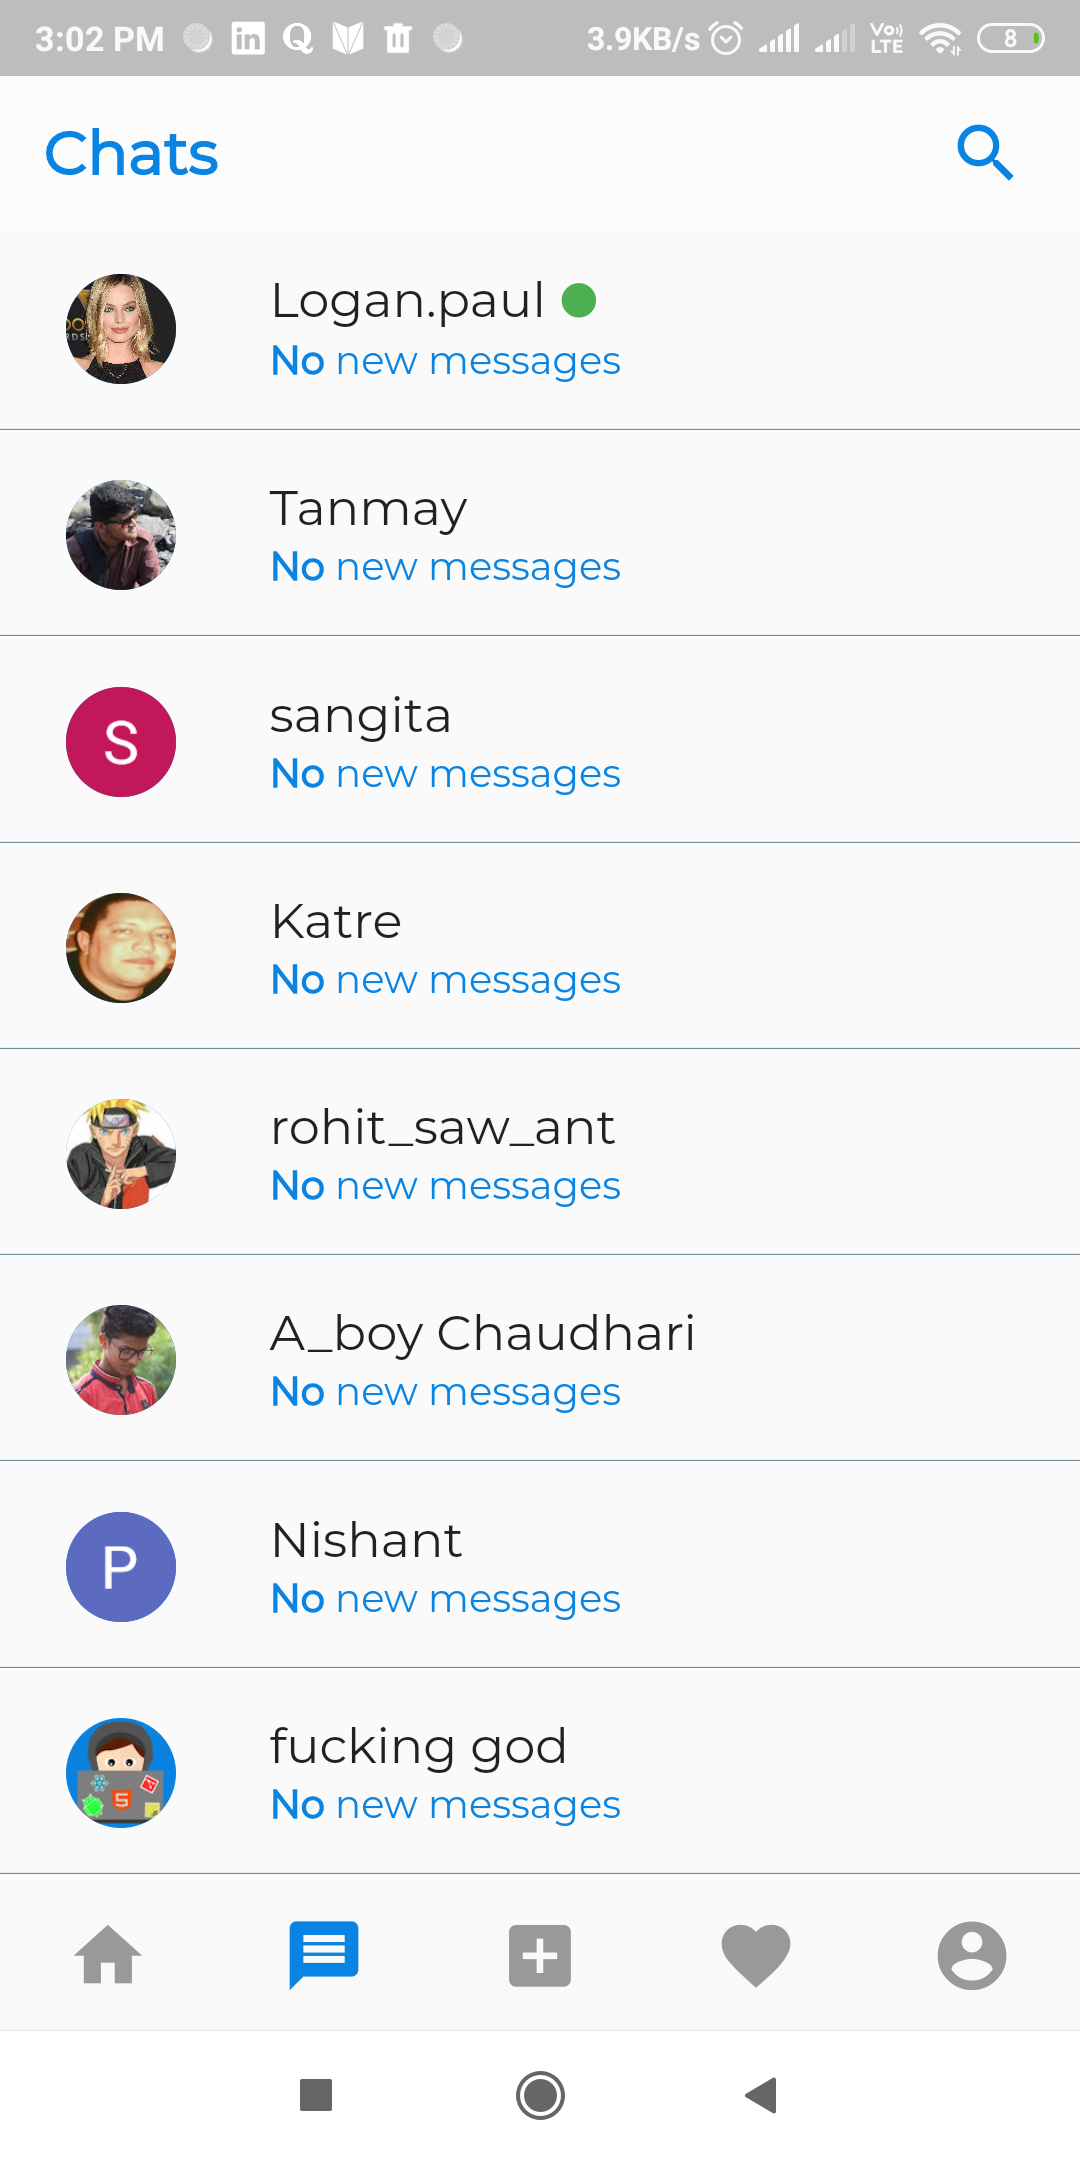 3:02 PM 3.9KB/s Vo) LTE 8
Chats
Logan.paul
No new messages
Tanmay
No new messages
S
sangita
No new messages
Katre
No new messages
rohit_saw_ant
No new messages
A_boy Chaudhari
No new messages
P
Nishant
No new messages
fucking god
No new messages
5